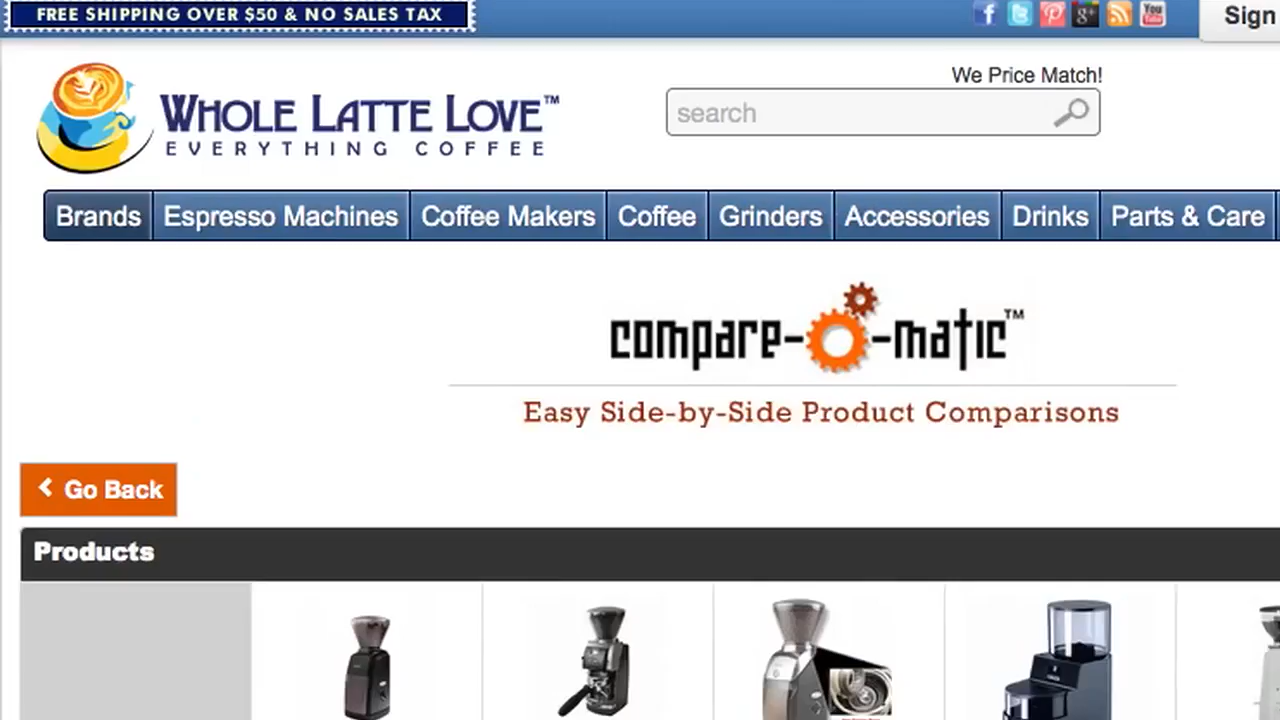 FREE SHIPPING OVER $50 & NO SALES TAX
Sign
We Price Match!
WHOLE LATTE LOVE™
EVERYTHING COFFEE
search
Brands Espresso Machines Coffee Makers Coffee Grinders Accessories Drinks Parts & Care
compare-o-matic™
Easy Side-by-Side Product Comparisons
Go Back
Products